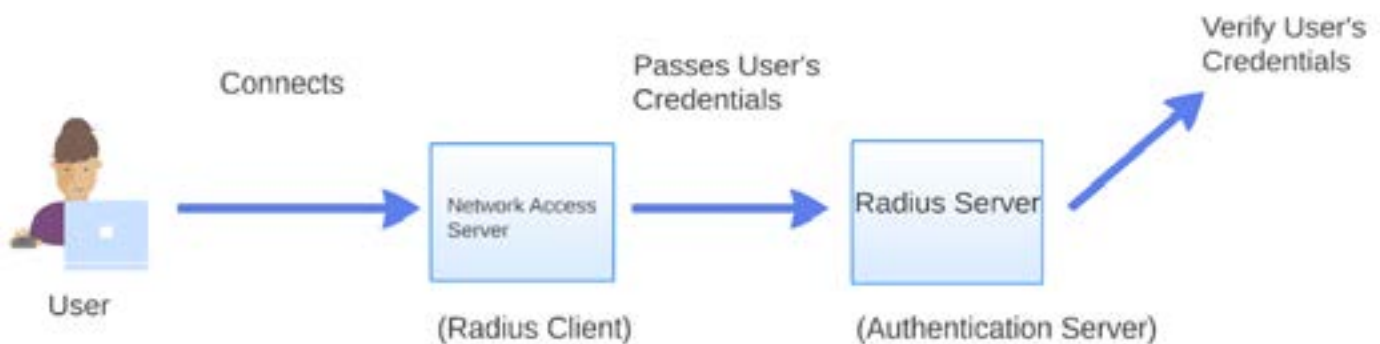 Connects
Passes User's
Credentials
Verify User's
Credentials
Network Access
Server
Radius Server
User
(Radius Client)
(Authentication Server)